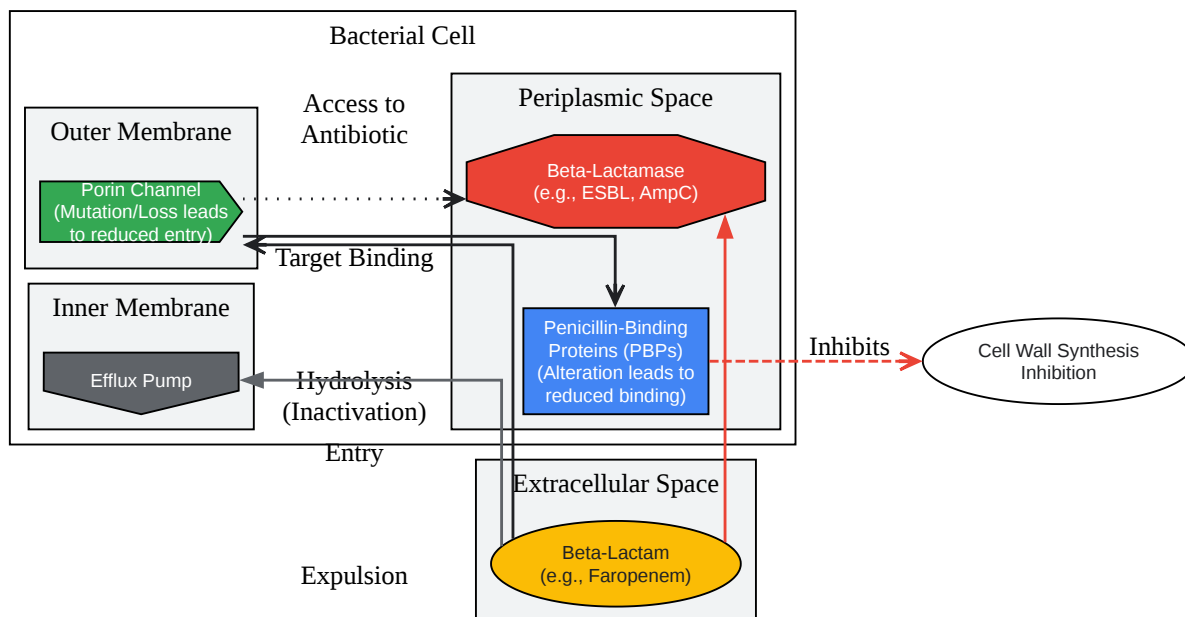 Bacterial Cell
Outer Membrane
Porin Channel
(Mutation/Loss leads
to reduced entry)
Access to
Antibiotic
Periplasmic Space
Beta-Lactamase
(e.g., ESBL, AmpC)
Target Binding
Inner Membrane
Efflux Pump
Hydrolysis
(Inactivation)
Penicillin-Binding
Proteins (PBPs)
(Alteration leads to
reduced binding)
Inhibits
Cell Wall Synthesis
Inhibition
Entry
Extracellular Space
Beta-Lactam
(e.g., Faropenem)
Expulsion